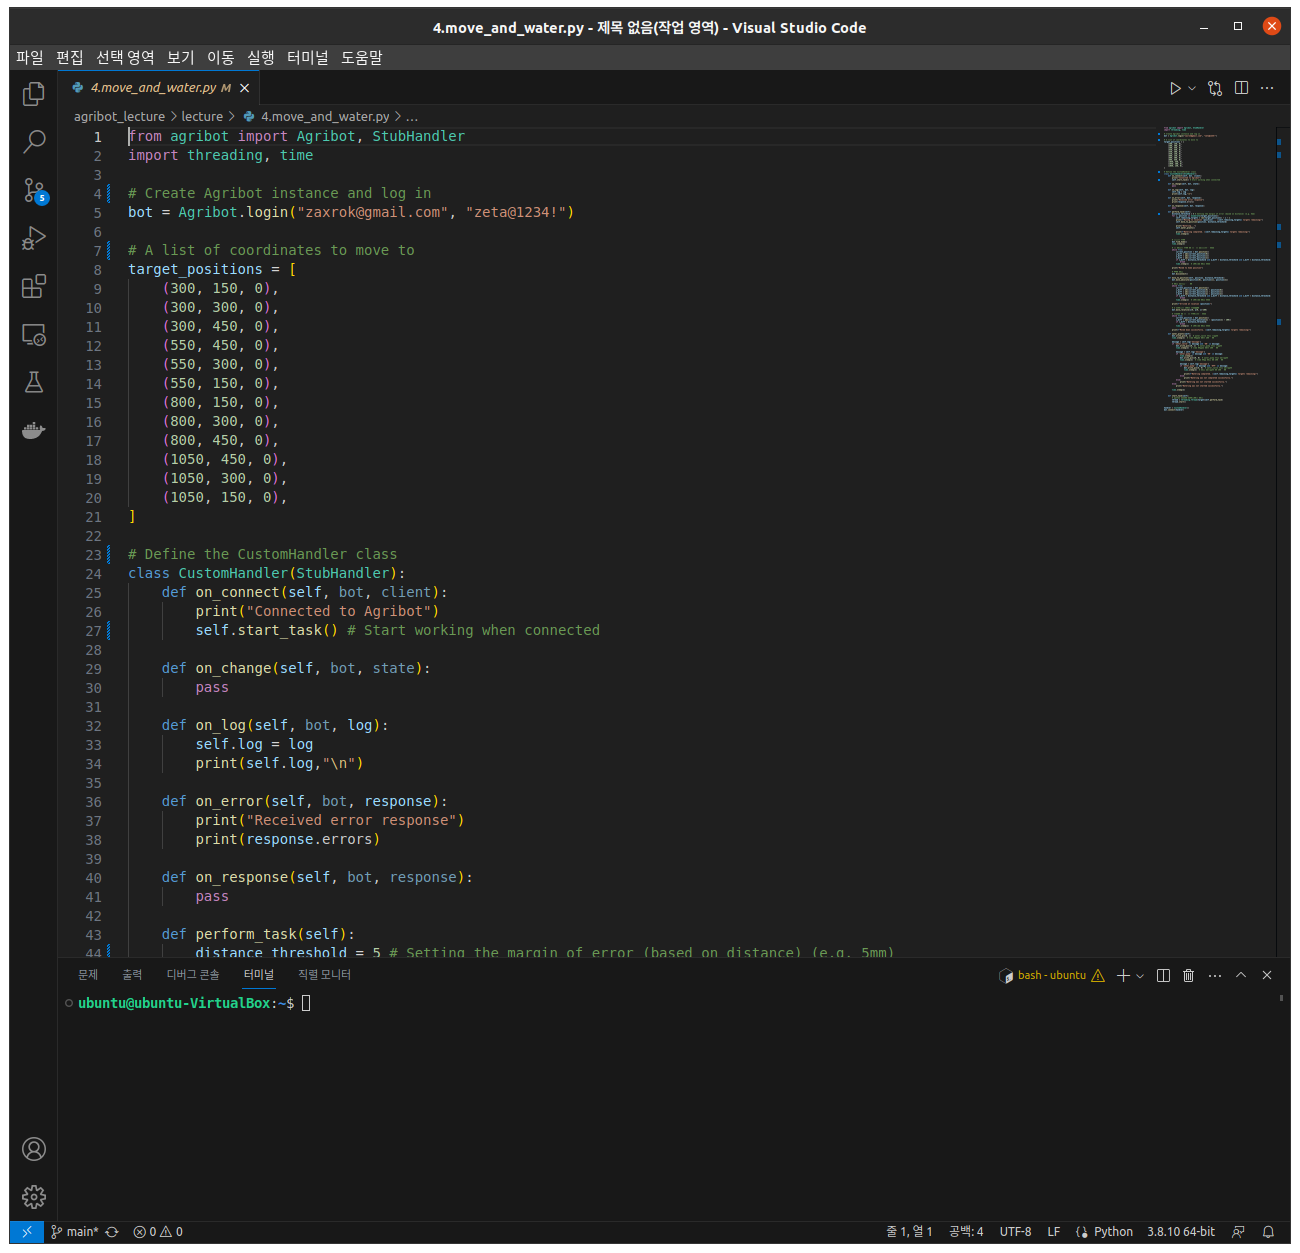 4.move_and_water.py - 제목 없음(작업 영역) - Visual Studio Code
파일 편집 선택 영역 보기 이동 실행 터미널 도움말
4.move_and_water.py M
agribot_lecture > lecture > 4.move_and_water.py > ...
1 from agribot import Agribot, StubHandler
2 import threading, time
3
4 # Create Agribot instance and log in
5 bot = Agribot.login("zaxrok@gmail.com", "zeta@1234!")
6
7 # A list of coordinates to move to
8 target_positions = [
9 (300, 150, 0),
10 (300, 300, 0),
11 (300, 450, 0),
12 (550, 450, 0),
13 (550, 300, 0),
14 (550, 150, 0),
15 (800, 150, 0),
16 (800, 300, 0),
17 (800, 450, 0),
18 (1050, 450, 0),
19 (1050, 300, 0),
20 (1050, 150, 0),
21 ]
22
23 # Define the CustomHandler class
24 class CustomHandler(StubHandler):
25 def on_connect(self, bot, client):
26 print("Connected to Agribot")
27 self.start_task() # Start working when connected
28
29 def on_change(self, bot, state):
30 pass
31
32 def on_log(self, bot, log):
33 self.log = log
34 print(self.log,"\n")
35
36 def on_error(self, bot, response):
37 print("Received error response")
38 print(response.errors)
39
40 def on_response(self, bot, response):
41 pass
42
43 def perform_task(self):
44 distance_threshold = 5 # Setting the margin of error (based on distance) (e.g. 5mm)
문제 출력 디버그 콘솔 터미널 직렬 모니터
bash - ubuntu
ubuntu@ubuntu-VirtualBox:~$
main* 0 0
줄 1, 열 1 공백: 4 UTF-8 LF Python 3.8.10 64-bit
5